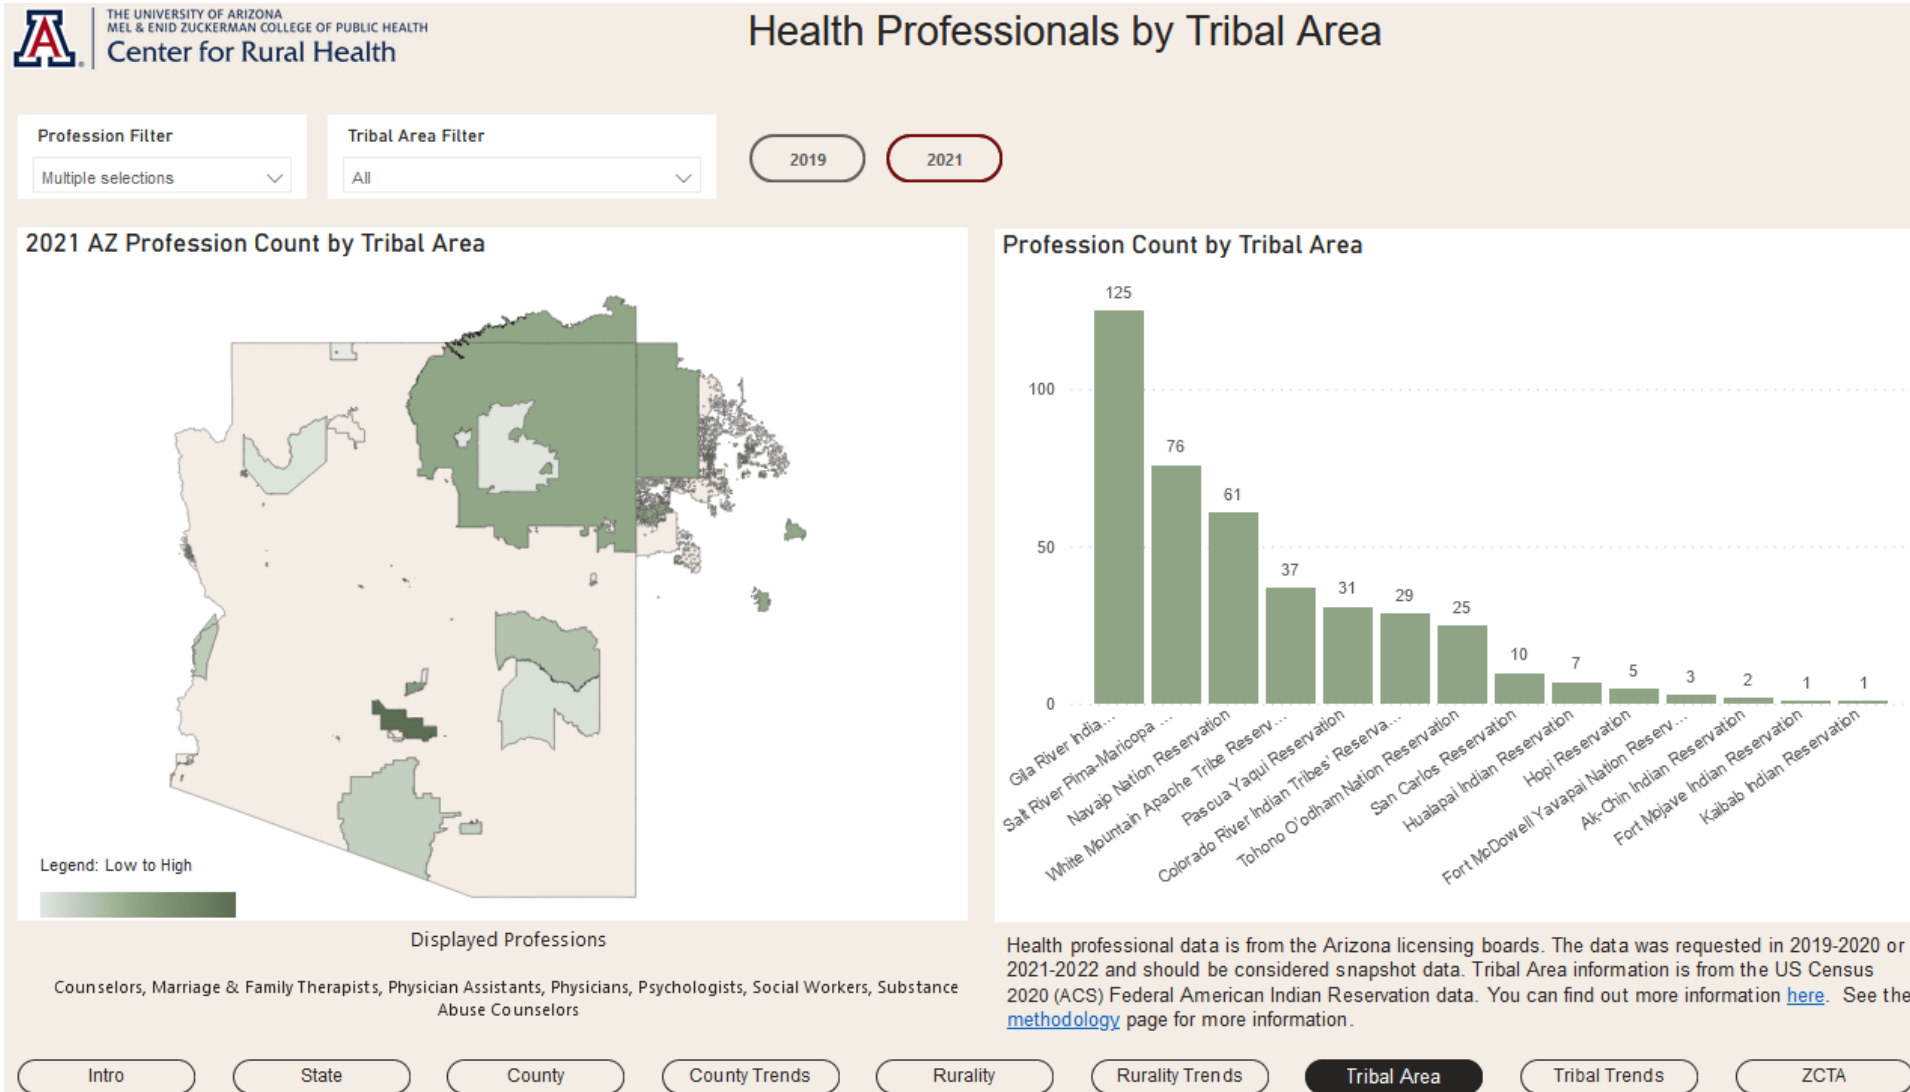 THE UNIVERSITY OF ARIZONA
MEL & ENID ZUCKERMAN COLLEGE OF PUBLIC HEALTH
Center for Rural Health
Health Professionals by Tribal Area
Profession Filter
Multiple selections
Tribal Area Filter
All
2019
2021
2021 AZ Profession Count by Tribal Area
Legend: Low to High
Profession Count by Tribal Area
125
76
61
37
31
29
25
10
7
5
3
2
1
1
100
50
0
Gila River India...
Salt River Pima-Maricopa ...
Navajo Nation Reservation
White Mountain Apache Tribe Reserv...
Pascua Yaqui Reservation
Colorado River Indian Tribes' Reserva...
Tohono O'odham Nation Reservation
San Carlos Reservation
Hualapai Indian Reservation
Hopi Reservation
Fort McDowell Yavapai Nation Reserv...
Ak-Chin Indian Reservation
Fort Mojave Indian Reservation
Kaibab Indian Reservation
Displayed Professions
Counselors, Marriage & Family Therapists, Physician Assistants, Physicians, Psychologists, Social Workers, Substance
Abuse Counselors
Health professional data is from the Arizona licensing boards. The data was requested in 2019-2020 or
2021-2022 and should be considered snapshot data. Tribal Area information is from the US Census
2020 (ACS) Federal American Indian Reservation data. You can find out more information here. See the
methodology page for more information.
Intro
State
County
County Trends
Rurality
Rurality Trends
Tribal Area
Tribal Trends
ZCTA